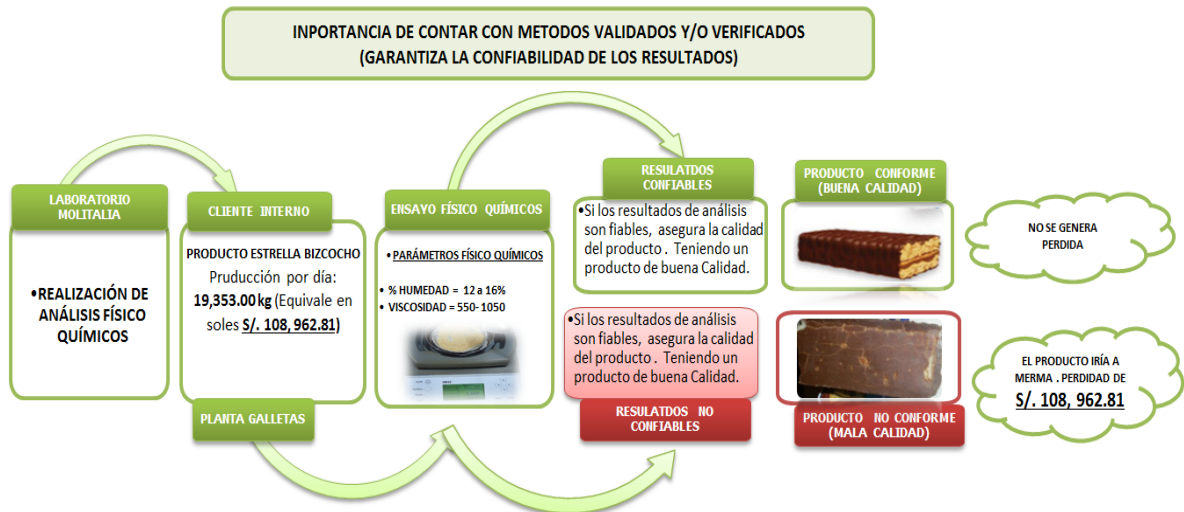 INPORTANCIA DE CONTAR CON METODOS VALIDADOS Y/O VERIFICADOS
(GARANTIZA LA CONFIABILIDAD DE LOS RESULTADOS)
LABORATORIO
MOLITALIA
•REALIZACIÓN DE
ANÁLISIS FÍSICO
QUÍMICOS
CLIENTE INTERNO
PRODUCTO ESTRELLA BIZCOCHO
Pruducción por día:
19,353.00 kg (Equivale en
soles S/. 108, 962.81)
PLANTA GALLETAS
ENSAYO FÍSICO QUÍMICOS
• PARÁMETROS FÍSICO QUÍMICOS
• % HUMEDAD = 12 a 16%
• VISCOSIDAD = 550- 1050
RESULATDOS
CONFIABLES
•Si los resultados de análisis
son fiables, asegura la calidad
del producto . Teniendo un
producto de buena Calidad.
•Si los resultados de análisis
son fiables, asegura la calidad
del producto . Teniendo un
producto de buena Calidad.
RESULATDOS NO
CONFIABLES
PRODUCTO CONFORME
(BUENA CALIDAD)
PRODUCTO NO CONFORME
(MALA CALIDAD)
NO SE GENERA
PERDIDA
EL PRODUCTO IRÍA A
MERMA . PERDIDAD DE
S/. 108, 962.81